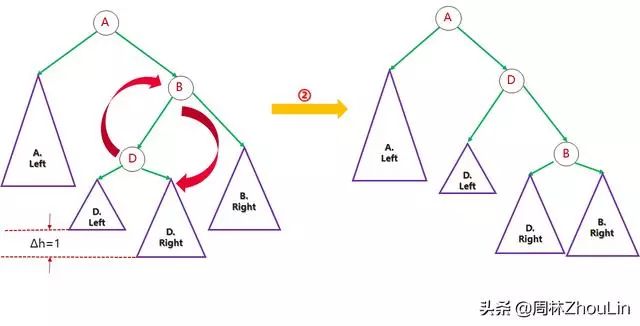 A
B
D
A.
Left
D.
Left
D.
Right
B.
Right
Δh=1
②
A
D
B
A.
Left
D.
Left
D.
Right
B.
Right
头条 @周林ZhouLin